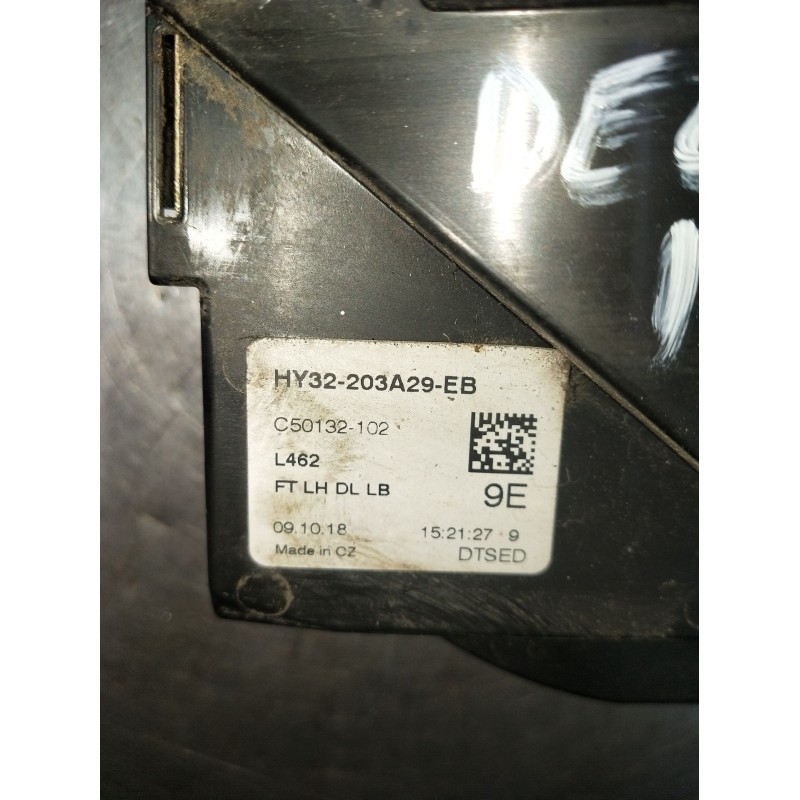 HY32-203A29-EB
C50132-102
L462
FT LH DL LB
9E
09.10.18
15:21:27 9
Made in CZ
DTSED